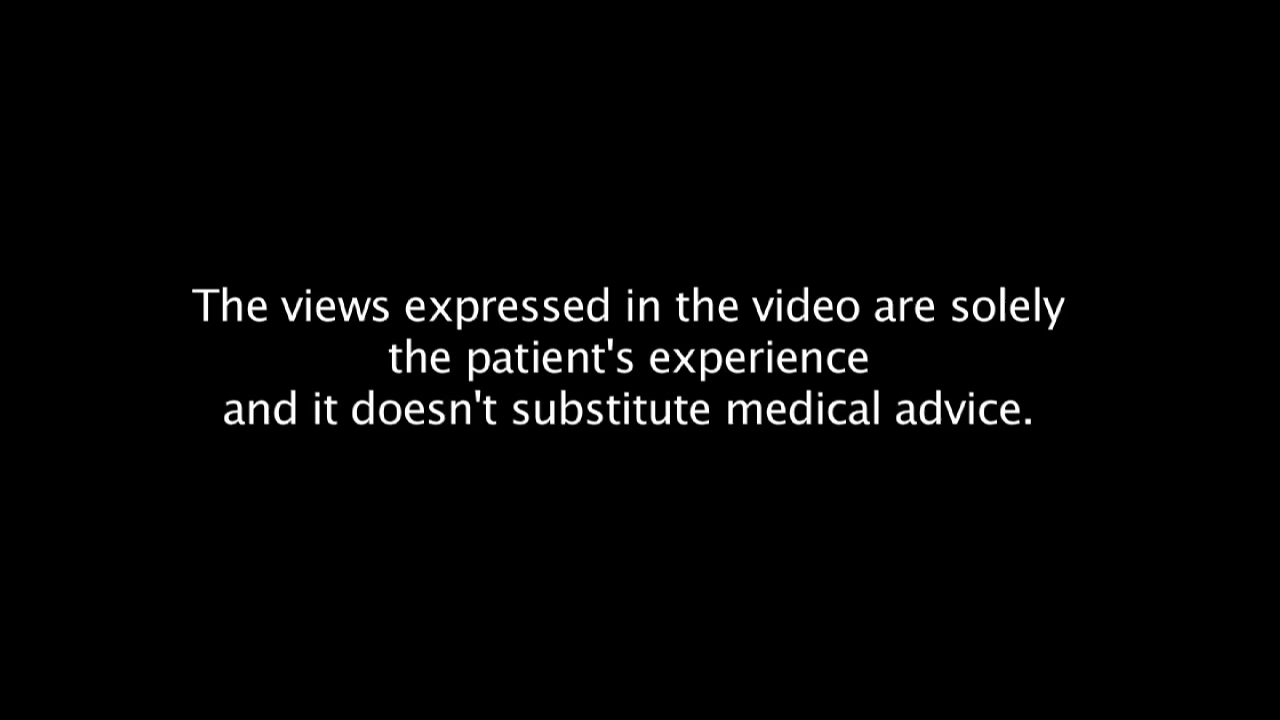 The views expressed in the video are solely
the patient's experience
and it doesn't substitute medical advice.